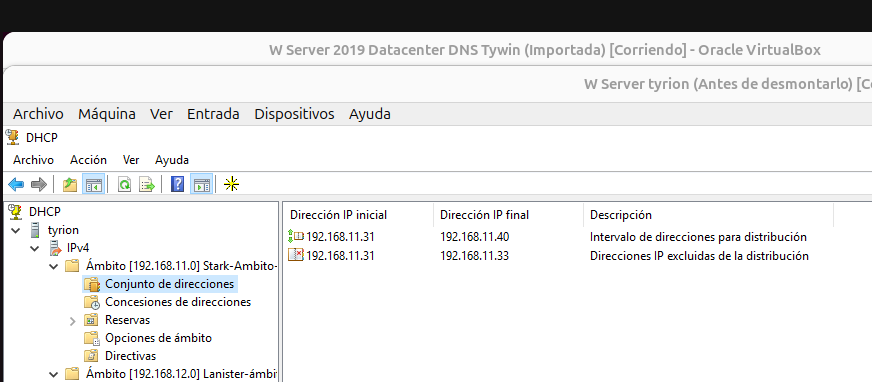 W Server 2019 Datacenter DNS Tywin (Importada) [Corriendo] - Oracle VirtualBox
W Server tyrion (Antes de desmontarlo) [Co
Archivo Máquina Ver Entrada Dispositivos Ayuda
DHCP
Archivo Acción Ver Ayuda
DHCP
tyrion
IPv4
Ámbito [192.168.11.0] Stark-Ambito-
Conjunto de direcciones
Concesiones de direcciones
Reservas
Opciones de ámbito
Directivas
Ámbito [192.168.12.0] Lanister-ámbit
Dirección IP inicial Dirección IP final Descripción
192.168.11.31 192.168.11.40 Intervalo de direcciones para distribución
192.168.11.31 192.168.11.33 Direcciones IP excluidas de la distribución